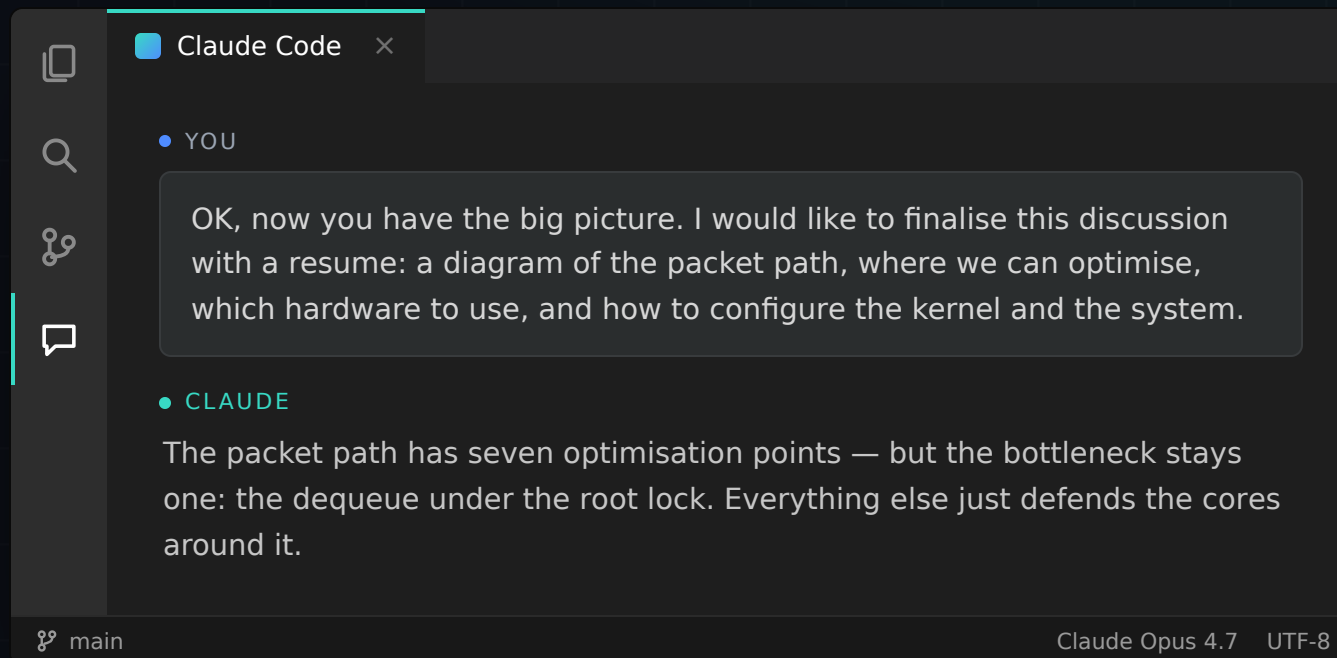 Claude Code
YOU
OK, now you have the big picture. I would like to finalise this discussion
with a resume: a diagram of the packet path, where we can optimise,
which hardware to use, and how to configure the kernel and the system.
CLAUDE
The packet path has seven optimisation points — but the bottleneck stays
one: the dequeue under the root lock. Everything else just defends the cores
around it.
main
Claude Opus 4.7
UTF-8